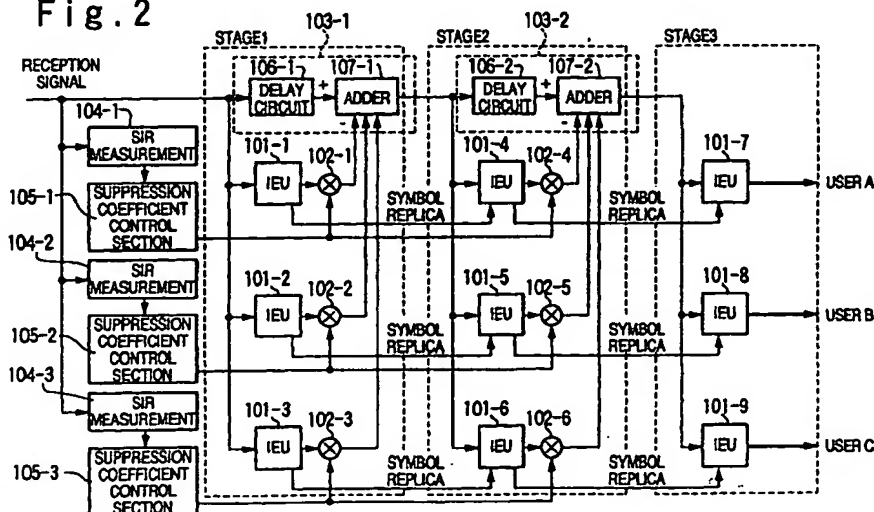 Fig.2
103-1
103-2
STAGE1
STAGE2
STAGE3
RECEPTION
SIGNAL
106-1
107-1
106-2
107-2
DELAY
CIRCUIT
+
ADDER
DELAY
CIRCUIT
+
ADDER
104-1
SIR
MEASUREMENT
101-1
102-1
101-4
102-4
101-7
IEU
IEU
IEU
USER A
105-1
SUPPRESSION
COEFFICIENT
CONTROL
SECTION
SYMBOL
REPLICA
SYMBOL
REPLICA
104-2
SIR
MEASUREMENT
101-2
102-2
101-5
102-5
101-8
IEU
IEU
IEU
USER B
105-2
SUPPRESSION
COEFFICIENT
CONTROL
SECTION
SYMBOL
REPLICA
SYMBOL
REPLICA
104-3
SIR
MEASUREMENT
101-3
102-3
101-6
102-6
101-9
IEU
IEU
IEU
USER C
105-3
SUPPRESSION
COEFFICIENT
CONTROL
SECTION
SYMBOL
REPLICA
SYMBOL
REPLICA